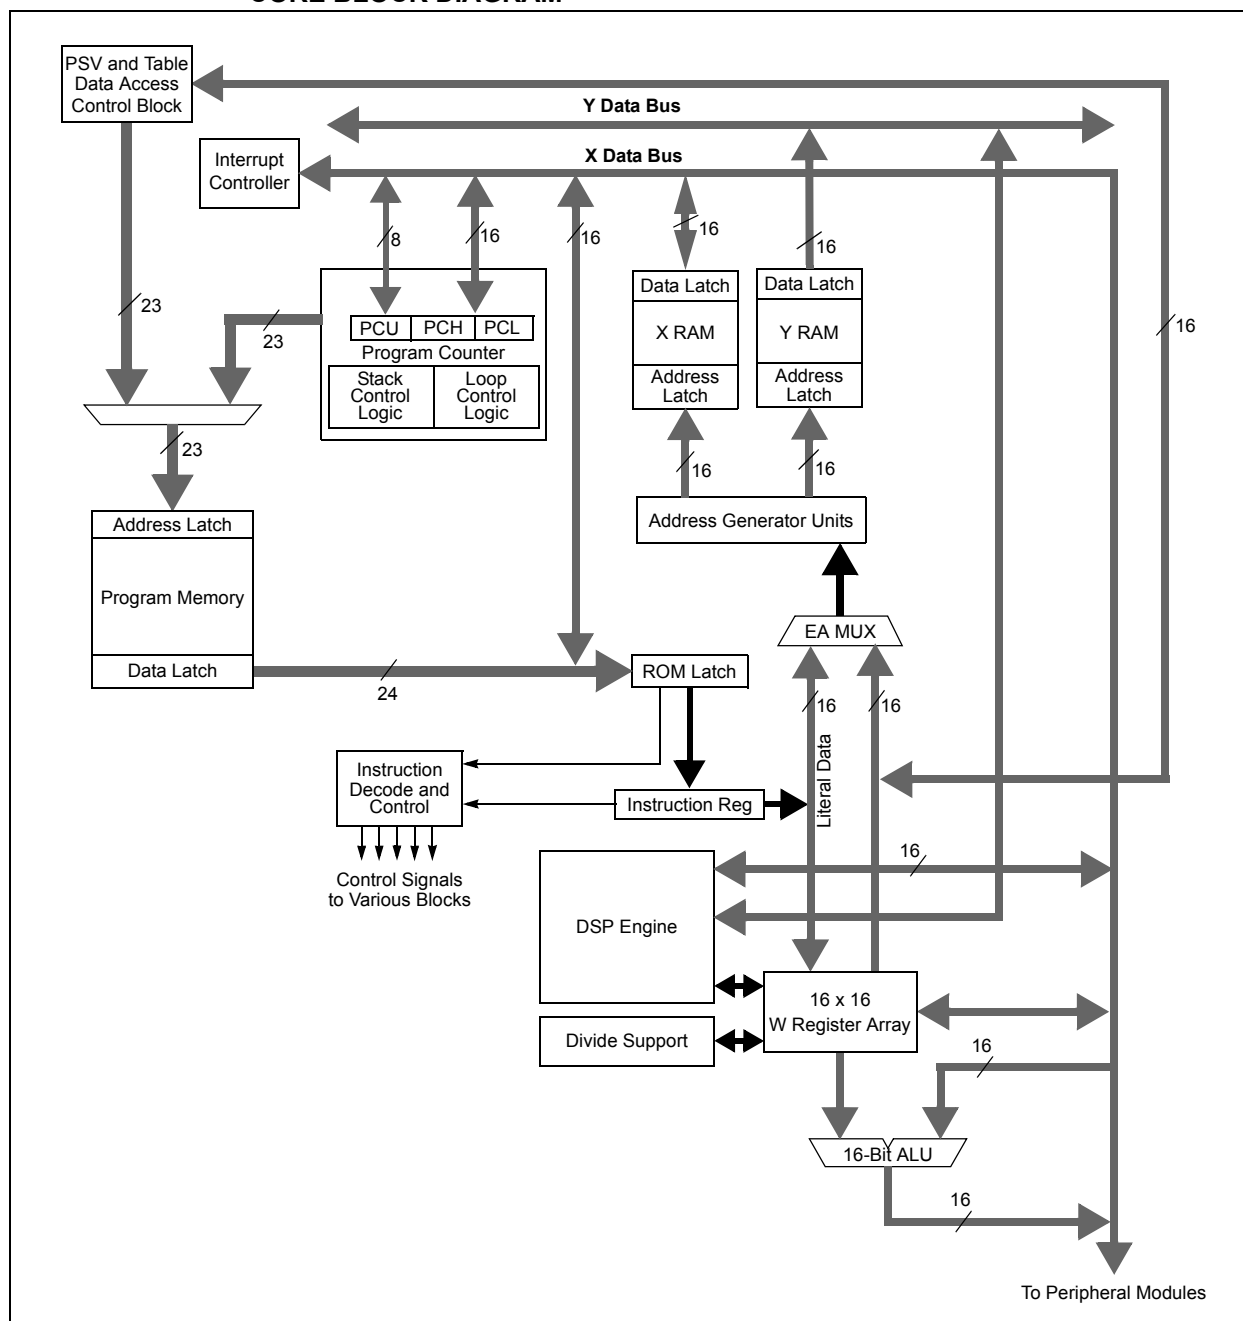 CORE BLOCK DIAGRAM
PSV and Table
Data Access
Control Block
Y Data Bus
X Data Bus
Interrupt
Controller
8
16
16
16
16
16
23
23
Data Latch
X RAM
Address
Latch
Data Latch
Y RAM
Address
Latch
PCU
PCH
PCL
Program Counter
Stack
Control
Logic
Loop
Control
Logic
23
16
16
Address Latch
Program Memory
Data Latch
Address Generator Units
EA MUX
24
ROM Latch
16
16
Literal Data
Instruction
Decode and
Control
Instruction Reg
Control Signals
to Various Blocks
16
DSP Engine
16 x 16
W Register Array
Divide Support
16
16-Bit ALU
16
To Peripheral Modules